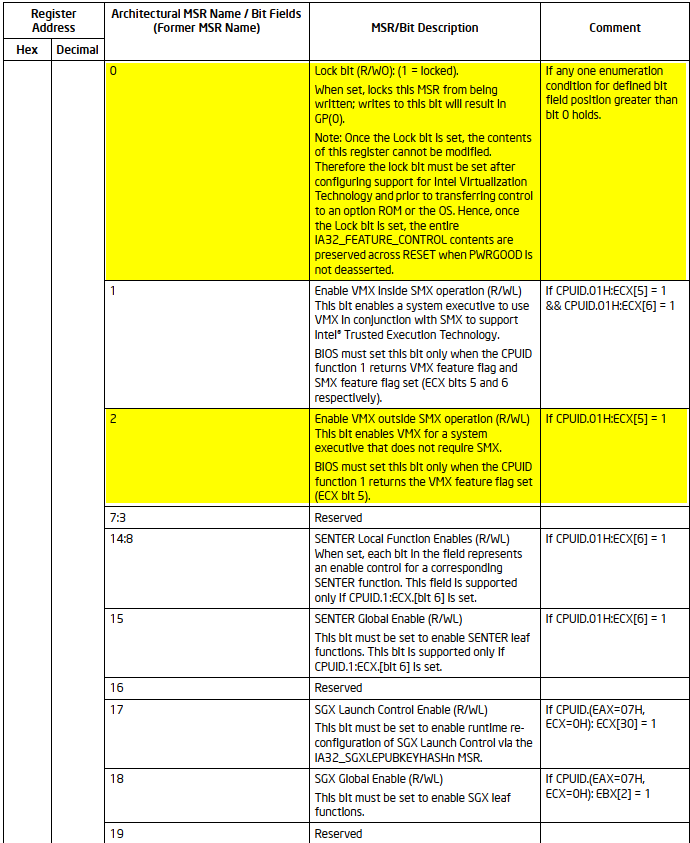 Register Address
Architectural MSR Name / Bit Fields (Former MSR Name)
MSR/Bit Description
Comment
Hex
Decimal
0
Lock bit (R/WO): (1 = locked).
When set, locks this MSR from being
written; writes to this bit will result in
GP(0).
Note: Once the Lock bit is set, the contents
of this register cannot be modified.
Therefore the lock bit must be set after
configuring support for Intel Virtualization
Technology and prior to transferring control
to an option ROM or the OS. Hence, once
the Lock bit is set, the entire
IA32_FEATURE_CONTROL contents are
preserved across RESET when PWRGOOD is
not deasserted.
If any one enumeration
condition for defined bit
field position greater than
bit 0 holds.
1
Enable VMX inside SMX operation (R/WL)
This bit enables a system executive to use
VMX in conjunction with SMX to support
Intel® Trusted Execution Technology.
BIOS must set this bit only when the CPUID
function 1 returns VMX feature flag and
SMX feature flag set (ECX bits 5 and 6
respectively).
If CPUID.01H:ECX[5] = 1
&& CPUID.01H:ECX[6] = 1
2
Enable VMX outside SMX operation (R/WL)
This bit enables VMX for a system
executive that does not require SMX.
BIOS must set this bit only when the CPUID
function 1 returns the VMX feature flag set
(ECX bit 5).
If CPUID.01H:ECX[5] = 1
7:3
Reserved
14:8
SENTER Local Function Enables (R/WL)
When set, each bit in the field represents
an enable control for a corresponding
SENTER function. This field is supported
only if CPUID.1:ECX.[bit 6] is set.
If CPUID.01H:ECX[6] = 1
15
SENTER Global Enable (R/WL)
This bit must be set to enable SENTER leaf
functions. This bit is supported only if
CPUID.1:ECX.[bit 6] is set.
If CPUID.01H:ECX[6] = 1
16
Reserved
17
SGX Launch Control Enable (R/WL)
This bit must be set to enable runtime re-
configuration of SGX Launch Control via the
IA32_SGXLEPUBKEYHASHn MSR.
If CPUID.(EAX=07H,
ECX=0H): ECX[30] = 1
18
SGX Global Enable (R/WL)
This bit must be set to enable SGX leaf
functions.
If CPUID.(EAX=07H,
ECX=0H): EBX[2] = 1
19
Reserved